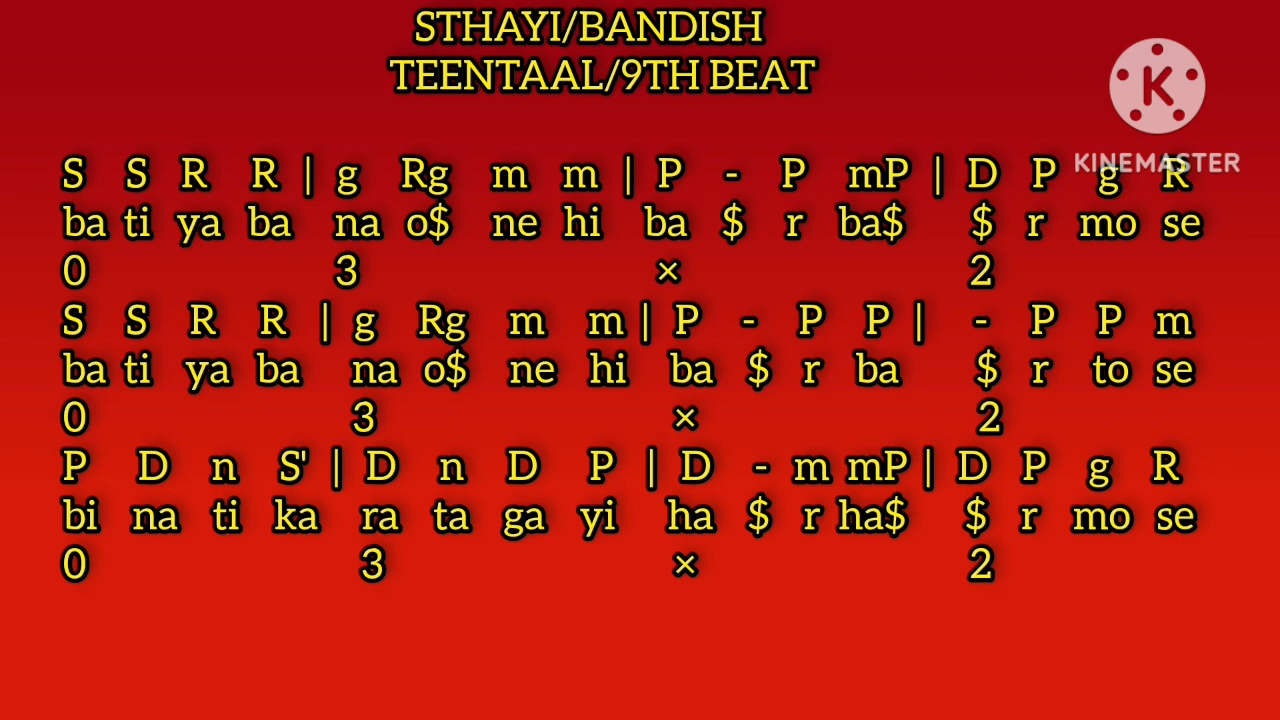 STHAYI/BANDISH
TEENTAAL/9TH BEAT
K
KINEMASTER
S S R R | g Rg m m | P - P mP | D P g R
ba ti ya ba na o$ ne hi ba $ r ba$ $ r mo se
0 3 × 2
S S R R | g Rg m m | P - P P | - P P m
ba ti ya ba na o$ ne hi ba $ r ba $ r to se
0 3 × 2
P D n S' | D n D P | D - m mP | D P g R
bi na ti ka ra ta ga yi ha $ r ha$ $ r mo se
0 3 × 2